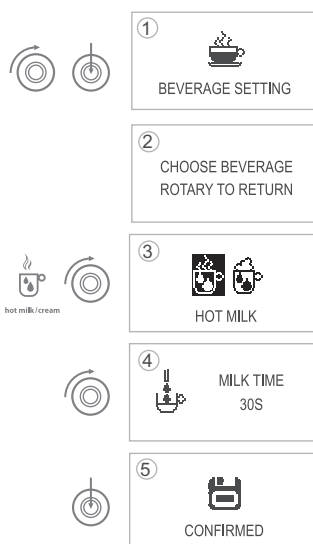 1
BEVERAGE SETTING
2
CHOOSE BEVERAGE
ROTARY TO RETURN
3
hot milk/cream
HOT MILK
4
MILK TIME
30S
5
CONFIRMED